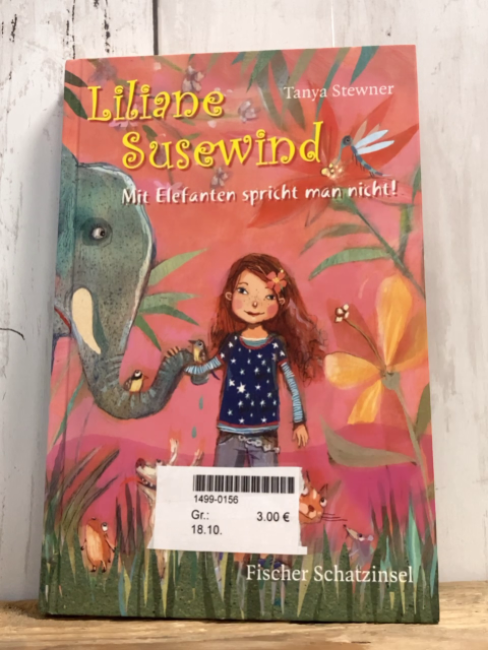 Tanya Stewner
Liliane
Susewind
Mit Elefanten spricht man nicht!
1499-0156
Gr.: 3.00 €
18.10.
Fischer Schatzinsel